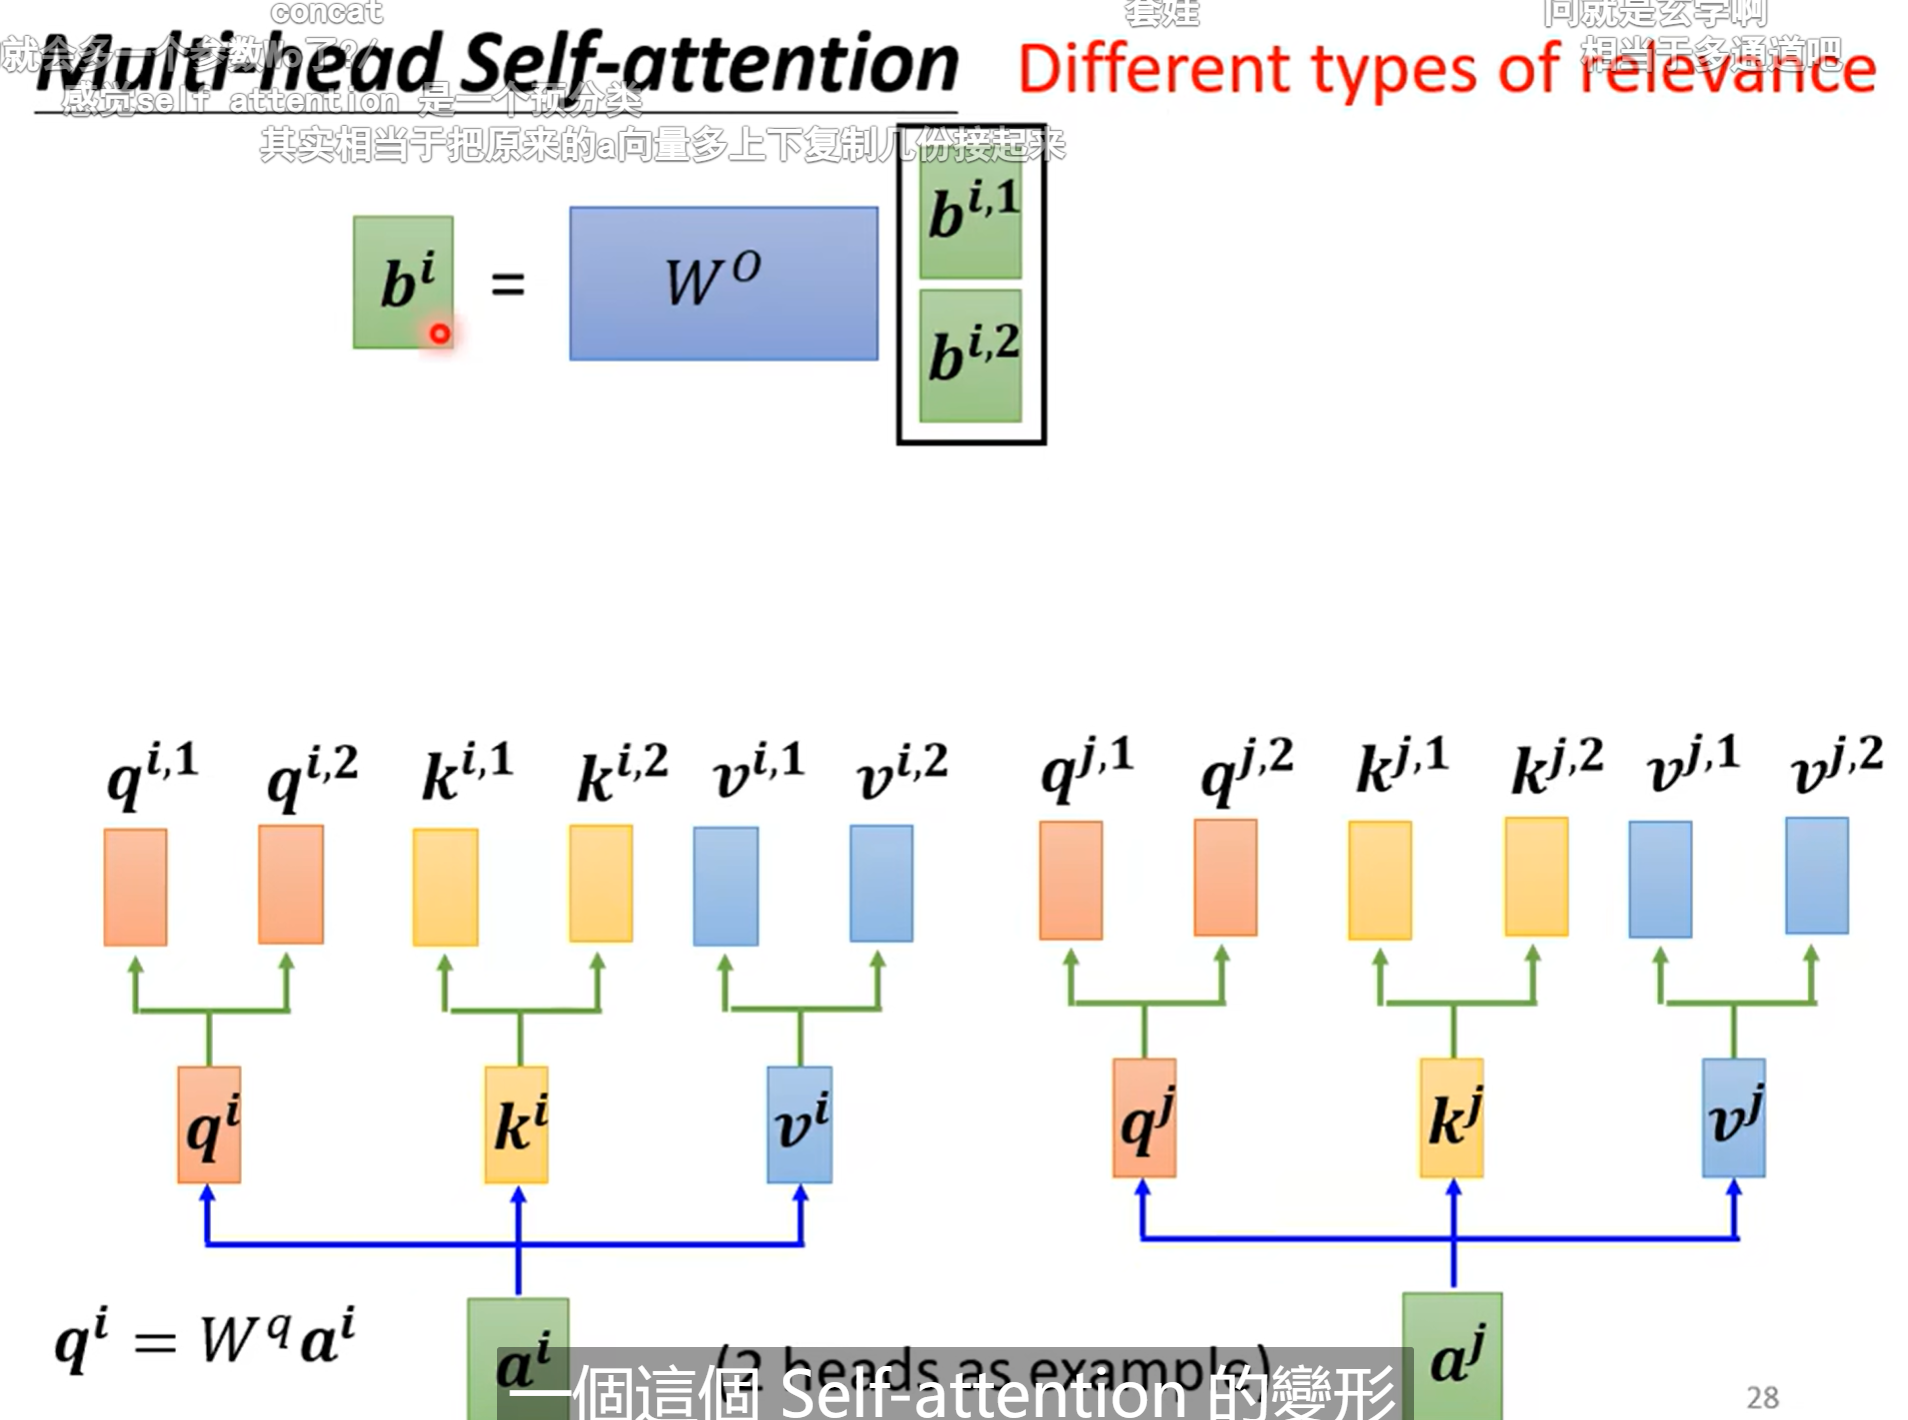 concat
套娃
问就是玄学啊
就会多一个参数Wo了?/
相当于多通道吧
Multi-head Self-attention
Different types of relevance
感觉self attention 是一个预分类
其实相当于把原来的a向量多上下复制几份接起来
b^{i} = W^{O} b^{i,1}
b^{i,2}
q^{i,1} q^{i,2} k^{i,1} k^{i,2} v^{i,1} v^{i,2} q^{j,1} q^{j,2} k^{j,1} k^{j,2} v^{j,1} v^{j,2}
q^{i} k^{i} v^{i} q^{j} k^{j} v^{j}
q^{i} = W^{q} a^{i}
a^{i} (2 heads as example) a^{j}
一個這個 Self-attention 的變形
28